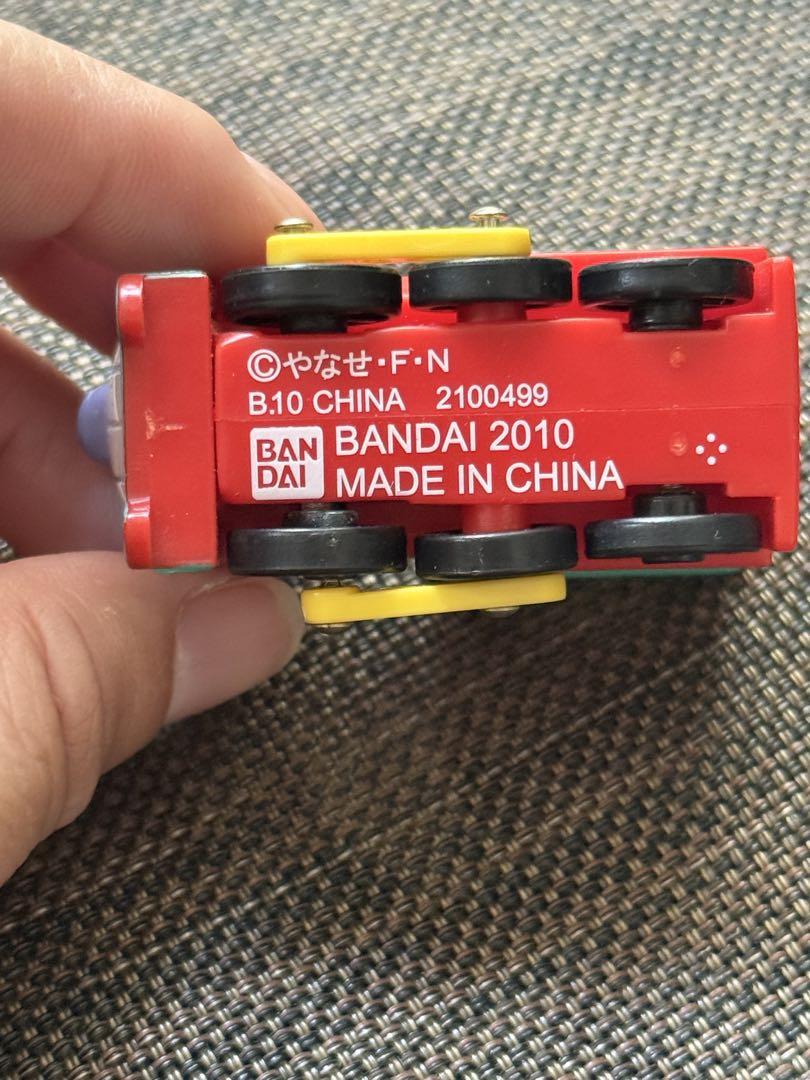 ©やなせ・F・N
B.10 CHINA 2100499
BAN
DAI
BANDAI 2010
MADE IN CHINA